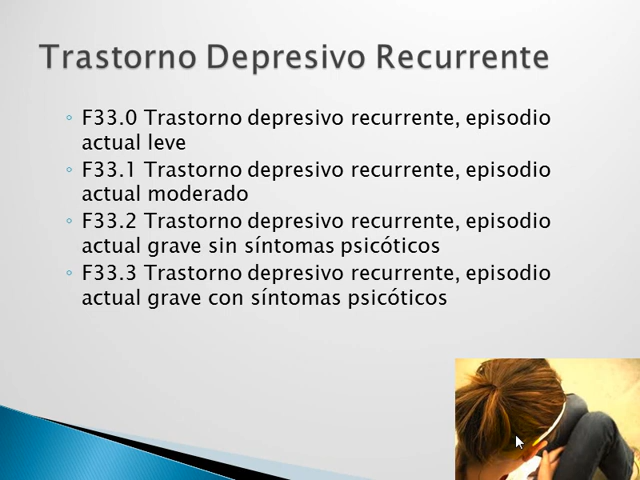 Trastorno Depresivo Recurrente
◦ F33.0 Trastorno depresivo recurrente, episodio
actual leve
◦ F33.1 Trastorno depresivo recurrente, episodio
actual moderado
◦ F33.2 Trastorno depresivo recurrente, episodio
actual grave sin síntomas psicóticos
◦ F33.3 Trastorno depresivo recurrente, episodio
actual grave con síntomas psicóticos